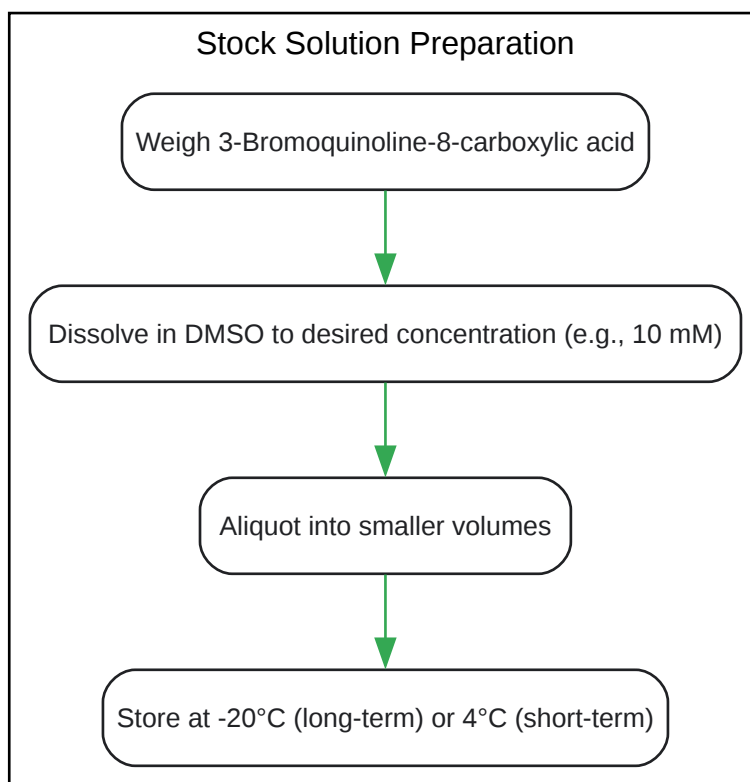 Stock Solution Preparation
Weigh 3-Bromoquinoline-8-carboxylic acid
Dissolve in DMSO to desired concentration (e.g., 10 mM)
Aliquot into smaller volumes
Store at -20°C (long-term) or 4°C (short-term)